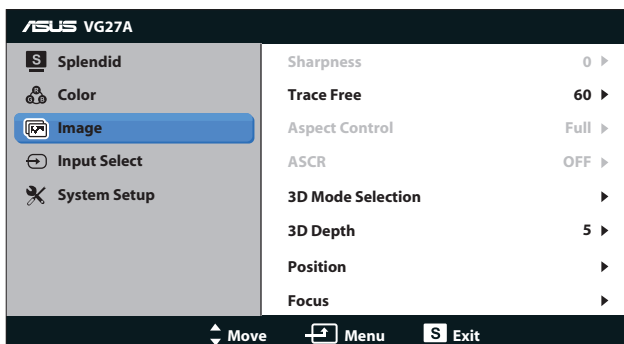 ASUS VG27A
S Splendid
Color
Image
Input Select
System Setup
Sharpness 0
Trace Free 60
Aspect Control Full
ASCR OFF
3D Mode Selection
3D Depth 5
Position
Focus
Move Menu S Exit